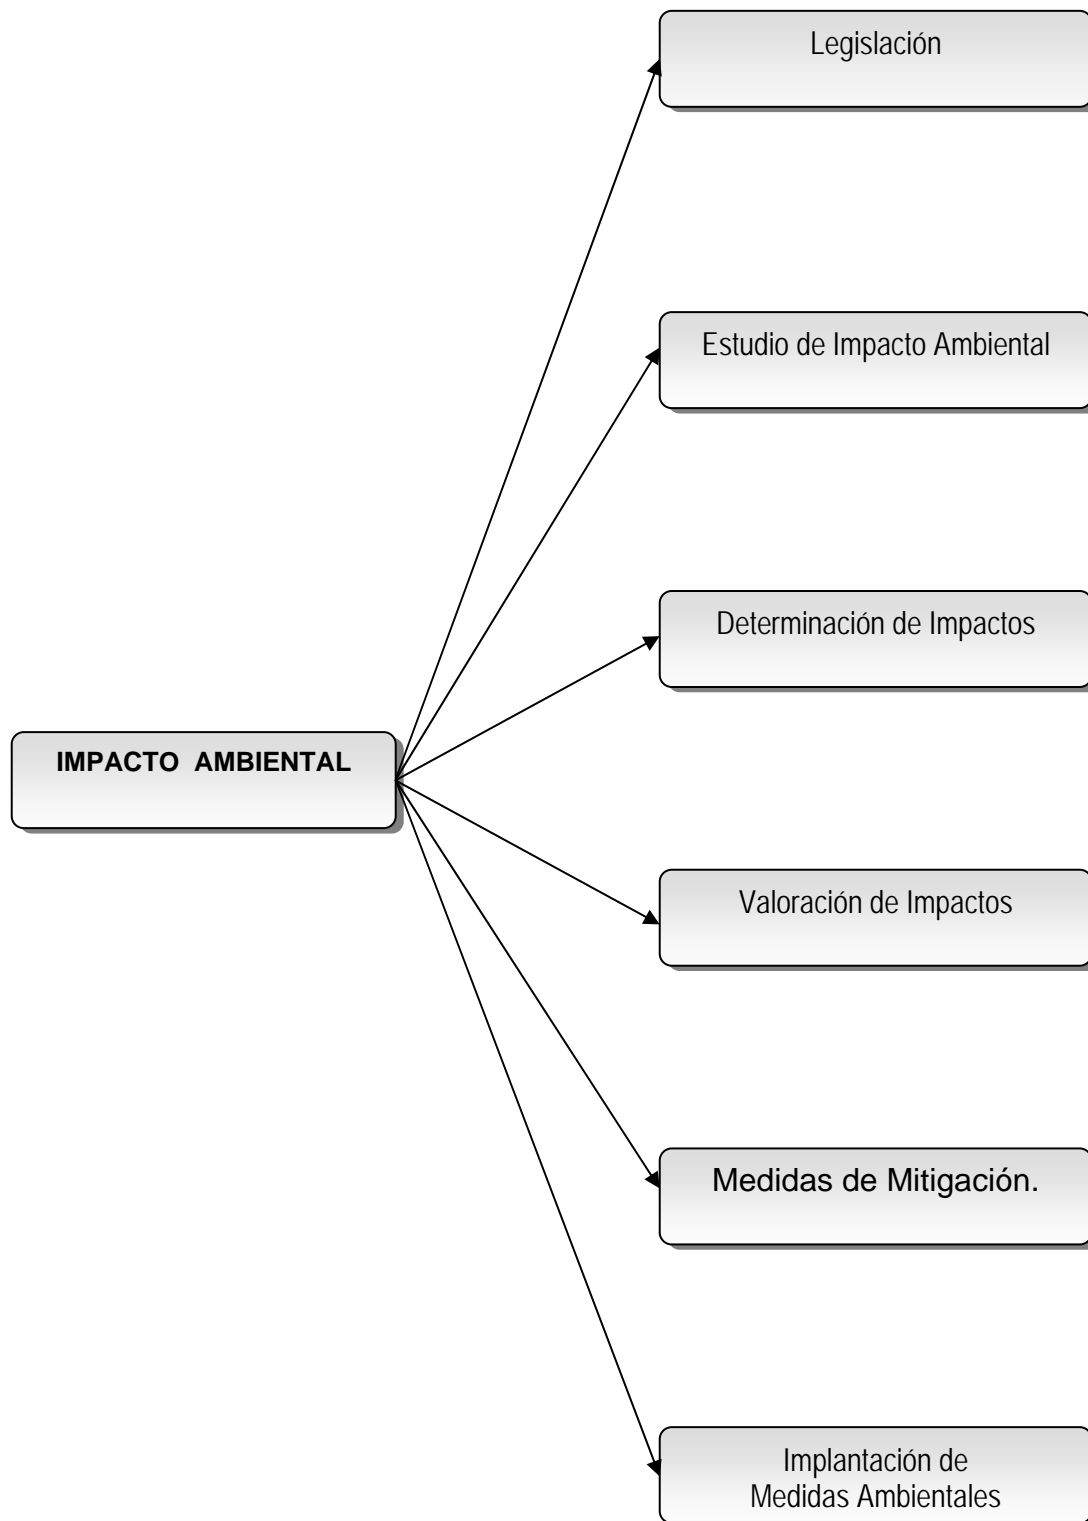 Legislación
Estudio de Impacto Ambiental
Determinación de Impactos
IMPACTO  AMBIENTAL
Valoración de Impactos
Medidas de Mitigación.
Implantación de
Medidas Ambientales